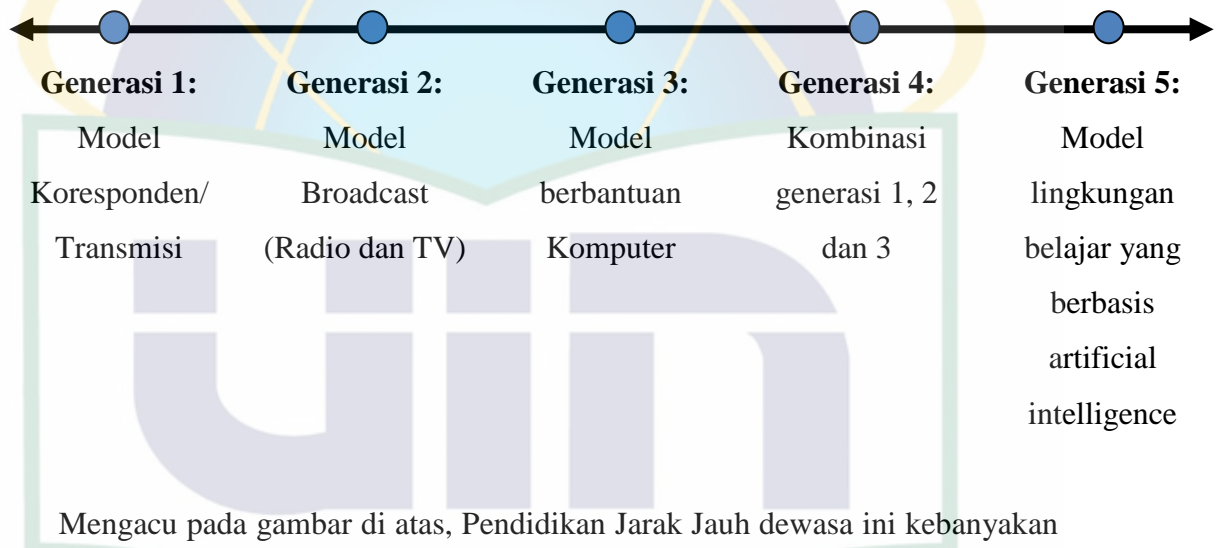 Generasi 1:
Model
Koresponden/
Transmisi
Generasi 2:
Model
Broadcast
(Radio dan TV)
Generasi 3:
Model
berbantuan
Komputer
Generasi 4:
Kombinasi
generasi 1, 2
dan 3
Generasi 5:
Model
lingkungan
belajar yang
berbasis
artificial
intelligence
uin
Mengacu pada gambar di atas, Pendidikan Jarak Jauh dewasa ini kebanyakan